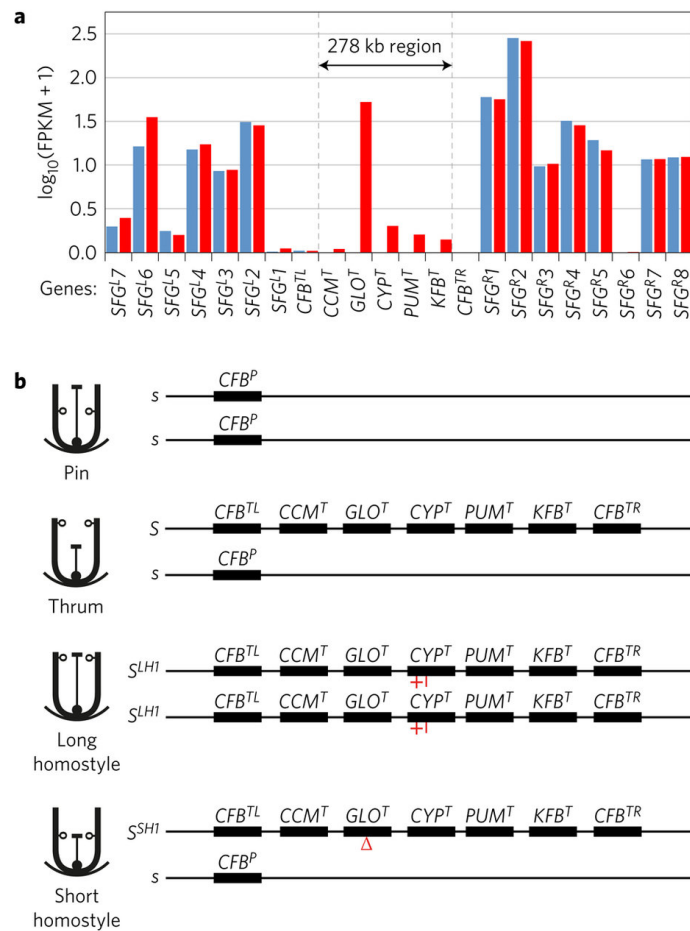 a
278 kb region
log₁₀(FPKM + 1)
2.5
2.0
1.5
1.0
0.5
0.0
Genes: SFGᴸ7 SFGᴸ6 SFGᴸ5 SFGᴸ4 SFGᴸ3 SFGᴸ2 SFGᴸ1 CFBᵀᴸ CCMᵀ GLOᵀ CYPᵀ PUMᵀ KFBᵀ CFBᵀᴿ SFGᴿ1 SFGᴿ2 SFGᴿ3 SFGᴿ4 SFGᴿ5 SFGᴿ6 SFGᴿ7 SFGᴿ8
b
CFBᴾ
s
CFBᴾ
s
Pin
CFBᵀᴸ CCMᵀ GLOᵀ CYPᵀ PUMᵀ KFBᵀ CFBᵀᴿ
S
CFBᴾ
s
Thrum
CFBᵀᴸ CCMᵀ GLOᵀ CYPᵀ PUMᵀ KFBᵀ CFBᵀᴿ
Sᴸᴴ¹
CFBᵀᴸ CCMᵀ GLOᵀ CYPᵀ PUMᵀ KFBᵀ CFBᵀᴿ
Sᴸᴴ¹
Long
homostyle
CFBᵀᴸ CCMᵀ GLOᵀ CYPᵀ PUMᵀ KFBᵀ CFBᵀᴿ
Sˢᴴ¹
Δ
CFBᴾ
s
Short
homostyle